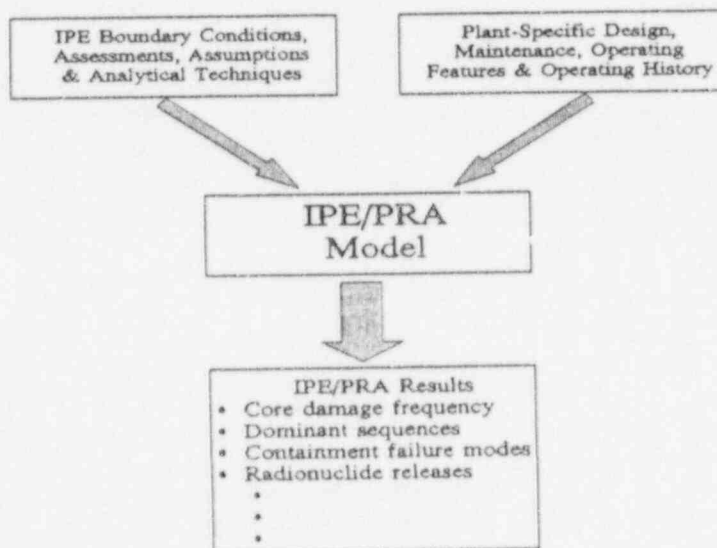 IPE Boundary Conditions,
Assessments, Assumptions
& Analytical Techniques
Plant-Specific Design,
Maintenance, Operating
Features & Operating History
IPE/PRA
Model
IPE/PRA Results
• Core damage frequency
• Dominant sequences
• Containment failure modes
• Radionuclide releases
•
•
•